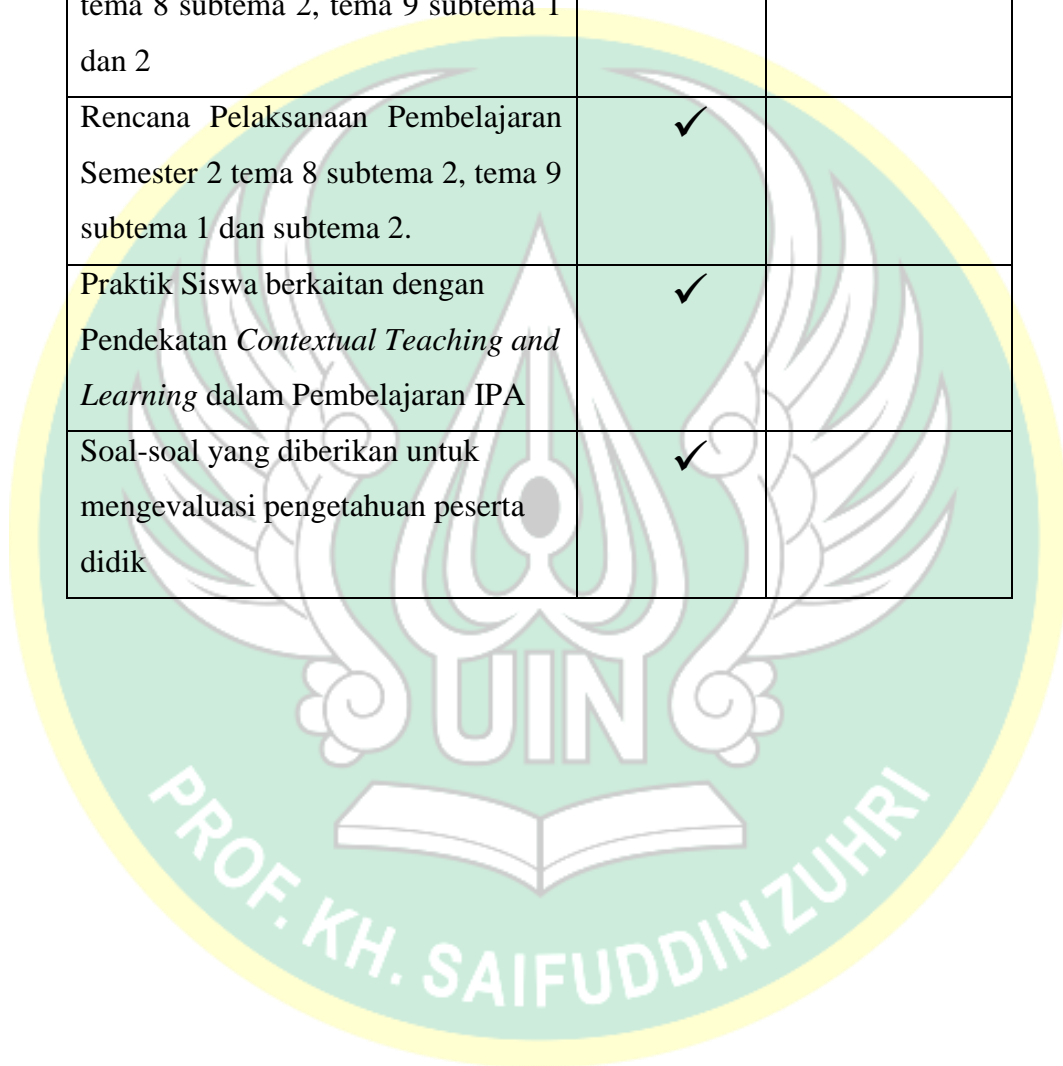 tema 8 subtema 2, tema 9 subtema 1
dan 2
Rencana Pelaksanaan Pembelajaran
Semester 2 tema 8 subtema 2, tema 9
subtema 1 dan subtema 2.
✓
Praktik Siswa berkaitan dengan
Pendekatan Contextual Teaching and
Learning dalam Pembelajaran IPA
✓
Soal-soal yang diberikan untuk
mengevaluasi pengetahuan peserta
didik
✓
UIN
PROF. KH. SAIFUDDIN ZUHRI